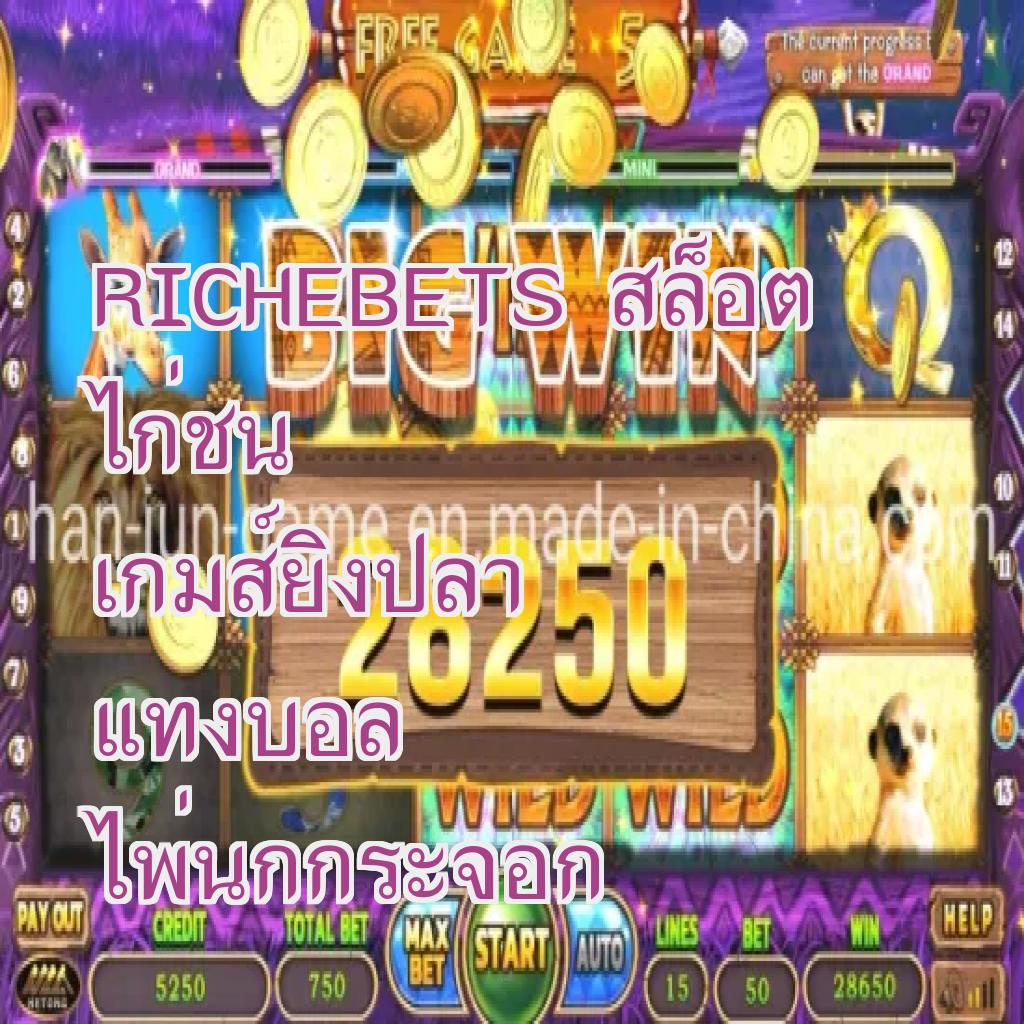 FREE GAME 5
The current progress
can get the GRAND
GRAND
MINI
BIG WIN
RICHEBETS สล็อต
ไก่ชน
han-jun-game.en.made-in-china.com
เกมส์ยิงปลา
28250
แทงบอล
WILD WILD
ไพ่นกกระจอก
4
2
6
8
1
9
7
3
5
12
14
10
11
15
13
PAY OUT
CREDIT
TOTAL BET
MAX
BET
START
AUTO
LINES
BET
WIN
HELP
HETONG
5250
750
15
50
28650